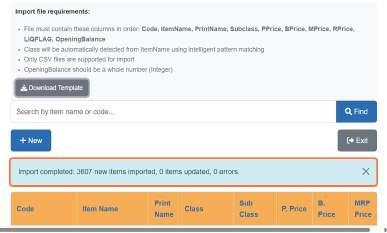 Import file requirements:
• File must contain these columns in order: Code, ItemName, PrintName, Subclass, PPrice, BPrice, MPrice, RPrice,
LIQFLAG, OpeningBalance
• Class will be automatically detected from ItemName using intelligent pattern matching
• Only CSV files are supported for import
• OpeningBalance should be a whole number (integer)
Download Template
Search by item name or code...
Find
+ New
Exit
Import completed: 3607 new items imported, 0 items updated, 0 errors.
Code Item Name Print Name Class Sub Class P. Price B. Price MRP Price